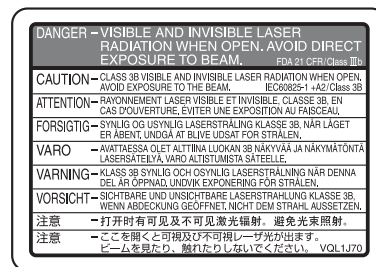 DANGER – VISIBLE AND INVISIBLE LASER
RADIATION WHEN OPEN. AVOID DIRECT
EXPOSURE TO BEAM. FDA 21 CFR/Class Ⅲb
CAUTION – CLASS 3B VISIBLE AND INVISIBLE LASER RADIATION WHEN OPEN.
AVOID EXPOSURE TO THE BEAM. IEC60825-1 +A2/Class 3B
ATTENTION – RAYONNEMENT LASER VISIBLE ET INVISIBLE, CLASSE 3B, EN
CAS D'OUVERTURE. ÉVITER UNE EXPOSITION AU FAISCEAU.
FORSIGTIG – SYNLIG OG USYNLIG LASERSTRÅLING KLASSE 3B, NÅR LÅGET
ER ÅBENT. UNDGÅ AT BLIVE UDSAT FOR STRÅLEN.
VARO – AVATTAESSA OLET ALTTIINA LUOKAN 3B NÄKYVÄÄ JA NÄKYMÄTÖNTÄ
LASERSÄTEILYÄ. VARO ALTISTUMISTA SÄTEELLE.
VARNING – KLASS 3B SYNLIG OCH OSYNLIG LASERSTRÅLNING NÄR DENNA
DEL ÄR ÖPPNAD. UNDVIK EXPONERING FÖR STRÅLEN.
VORSICHT – SICHTBARE UND UNSICHTBARE LASERSTRAHLUNG KLASSE 3B,
WENN ABDECKUNG GEÖFFNET. NICHT DEM STRAHL AUSSETZEN.
注意 – 打开时有可见及不可见激光辐射。避免光束照射。
注意 – ここを開くと可視及び不可視レーザ光が出ます。
ビームを見たり、触れたりしないでください。 VQL1J70